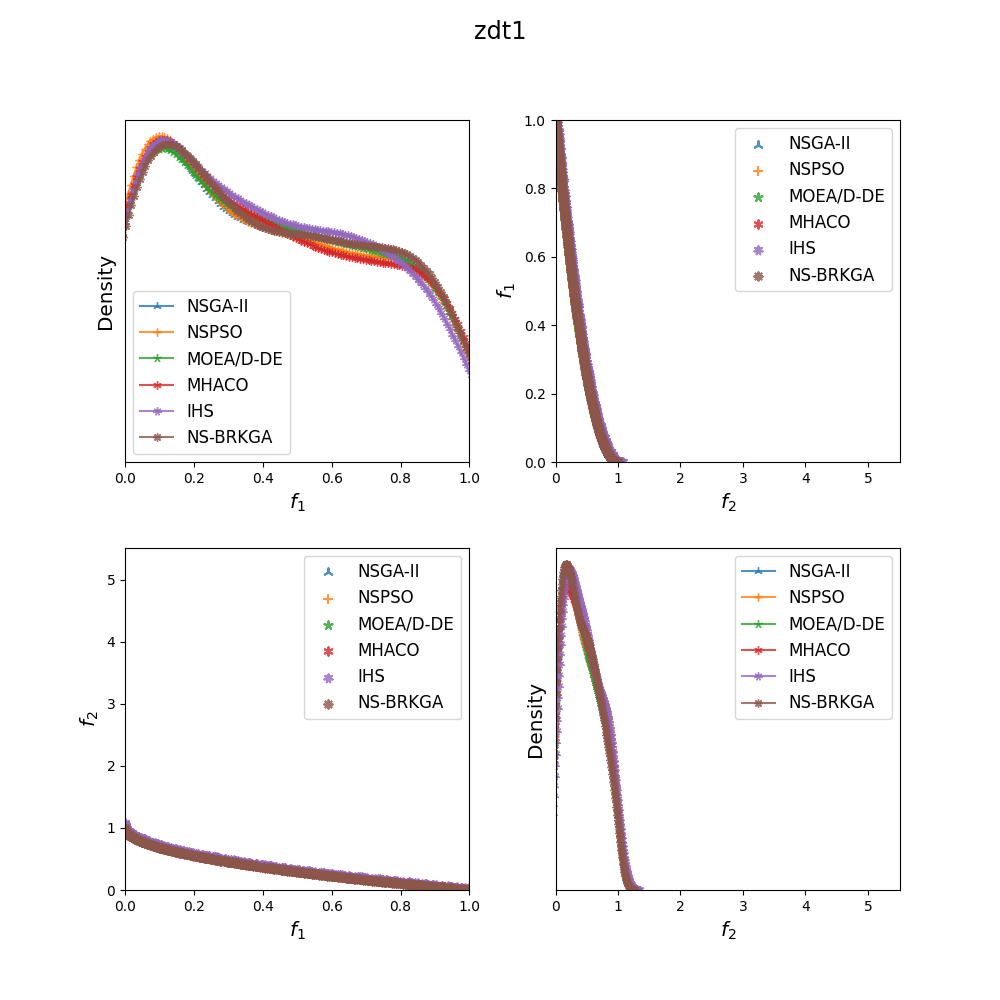 zdt1
Density
NSGA-II
NSPSO
MOEA/D-DE
MHACO
IHS
NS-BRKGA
0.0 0.2 0.4 0.6 0.8 1.0
f1
f1
1.0
0.8
0.6
0.4
0.2
0.0
NSGA-II
NSPSO
MOEA/D-DE
MHACO
IHS
NS-BRKGA
0 1 2 3 4 5
f2
f2
5
4
3
2
1
0
NSGA-II
NSPSO
MOEA/D-DE
MHACO
IHS
NS-BRKGA
0.0 0.2 0.4 0.6 0.8 1.0
f1
Density
NSGA-II
NSPSO
MOEA/D-DE
MHACO
IHS
NS-BRKGA
0 1 2 3 4 5
f2